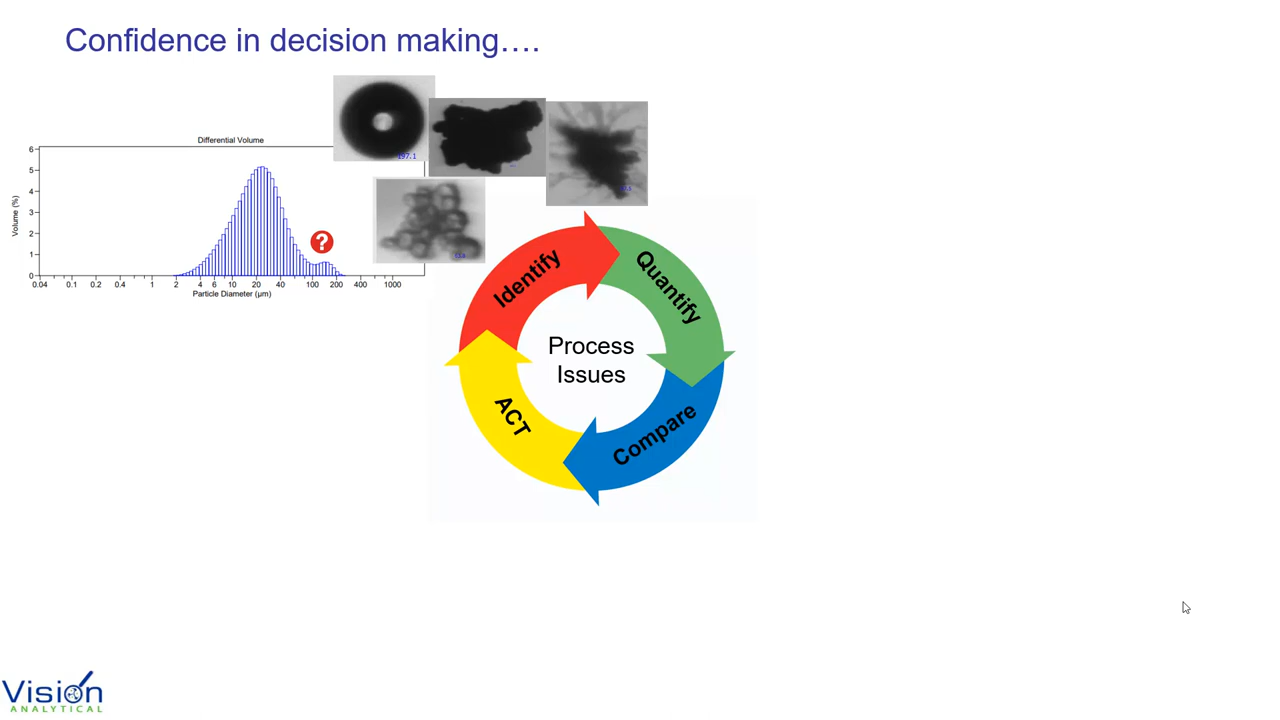 Confidence in decision making….
Differential Volume
197.1
6
5
4
3
2
1
0
Volume (%)
?
0.04 0.1 0.2 0.4 1 2 4 6 10 20 40 100 200 400 1000
Particle Diameter (µm)
Identify
Quantify
Process
Issues
ACT
Compare
Vision
ANALYTICAL